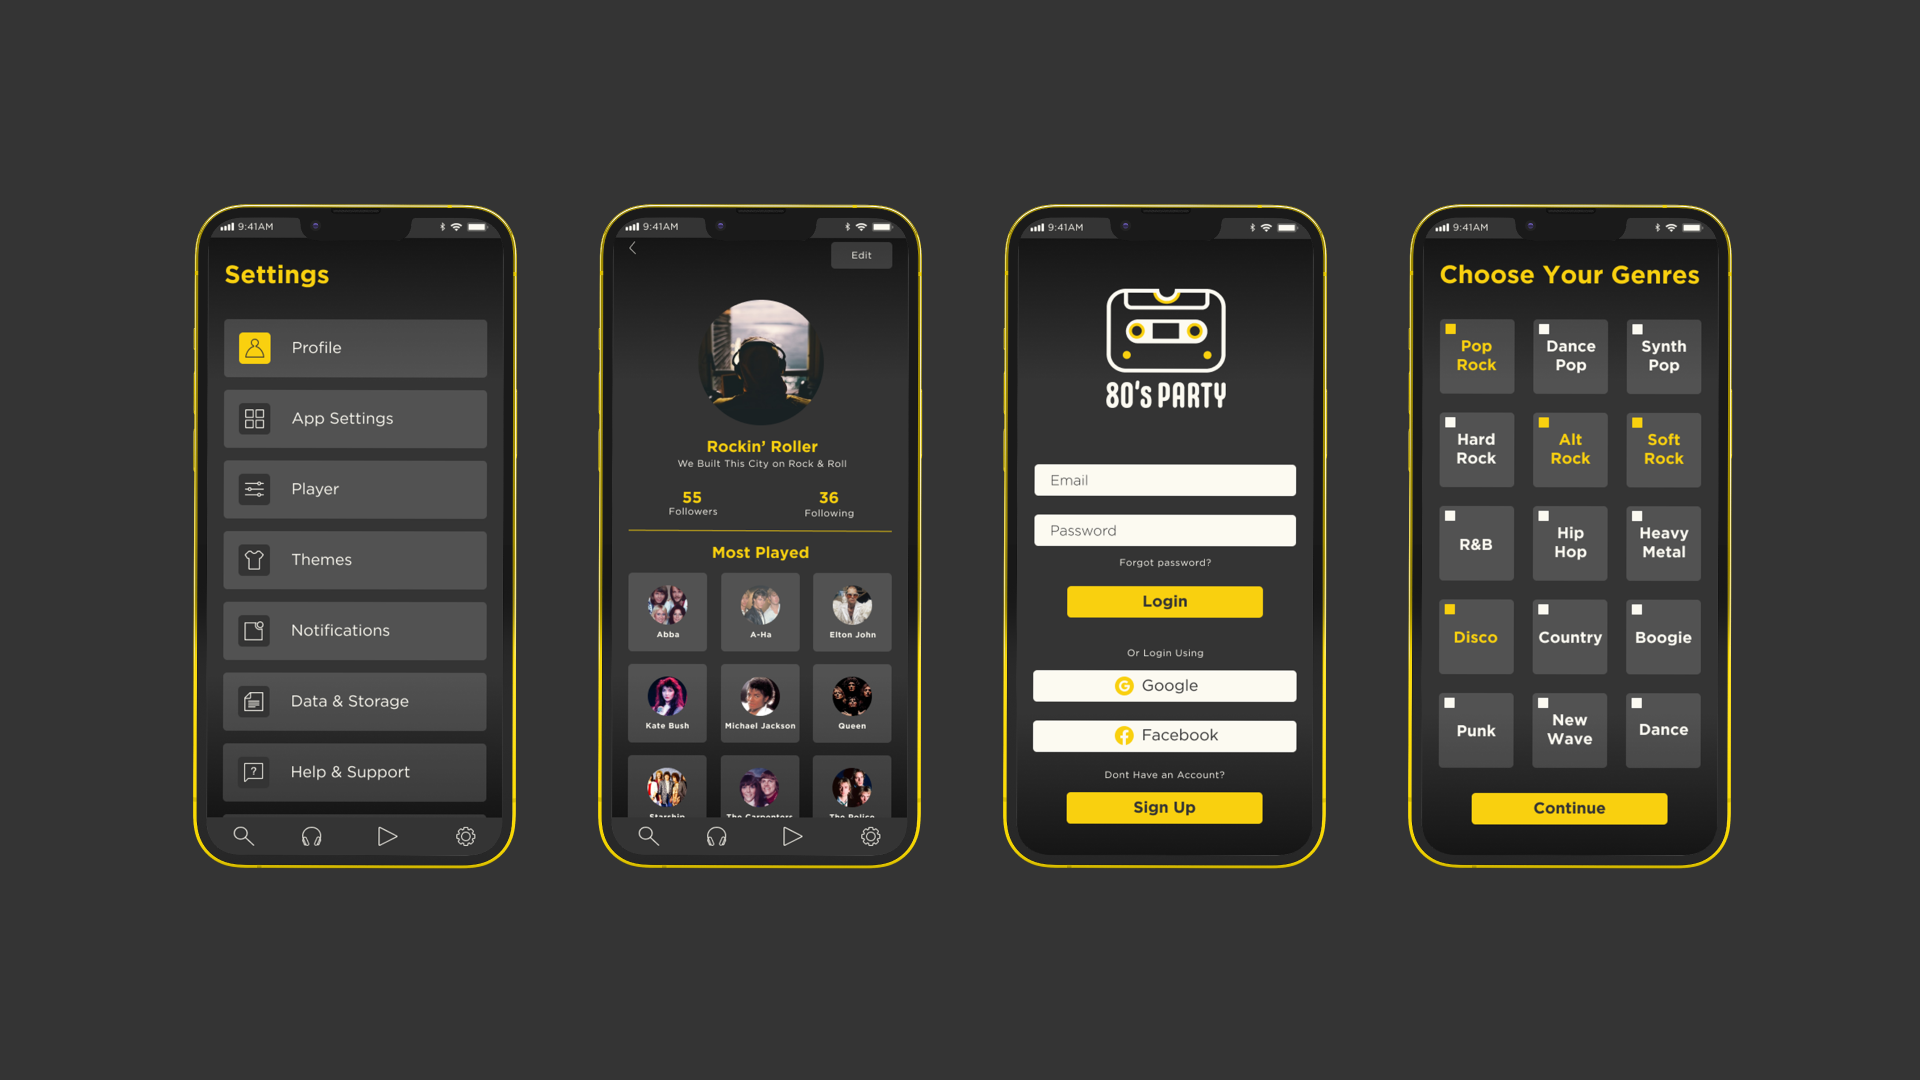 9:41AM
Settings
Profile
App Settings
Player
Themes
Notifications
Data & Storage
?
Help & Support
9:41AM
Edit
Rockin’ Roller
We Built This City on Rock & Roll
55
Followers
36
Following
Most Played
Abba
A-Ha
Elton John
Kate Bush
Michael Jackson
Queen
Starship
The Carpenters
The Police
9:41AM
80's PARTY
Email
Password
Forgot password?
Login
Or Login Using
G
Google
f
Facebook
Dont Have an Account?
Sign Up
9:41AM
Choose Your Genres
Pop
Rock
Dance
Pop
Synth
Pop
Hard
Rock
Alt
Rock
Soft
Rock
R&B
Hip
Hop
Heavy
Metal
Disco
Country
Boogie
Punk
New
Wave
Dance
Continue